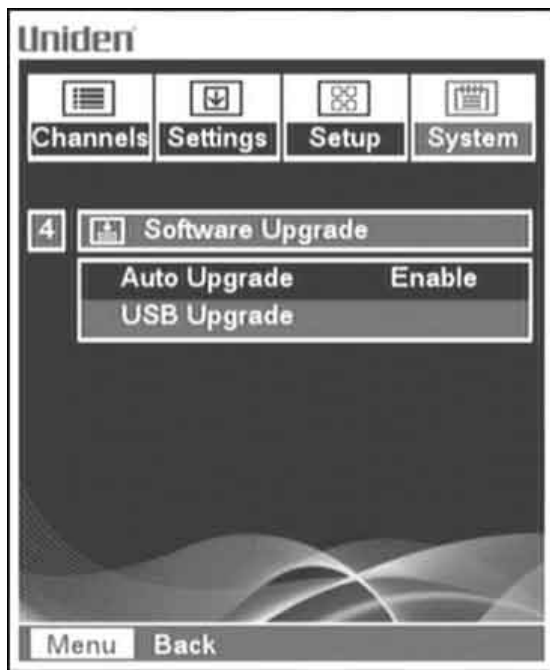 Uniden
Channels Settings Setup System
4 Software Upgrade
Auto Upgrade Enable
USB Upgrade
Menu Back